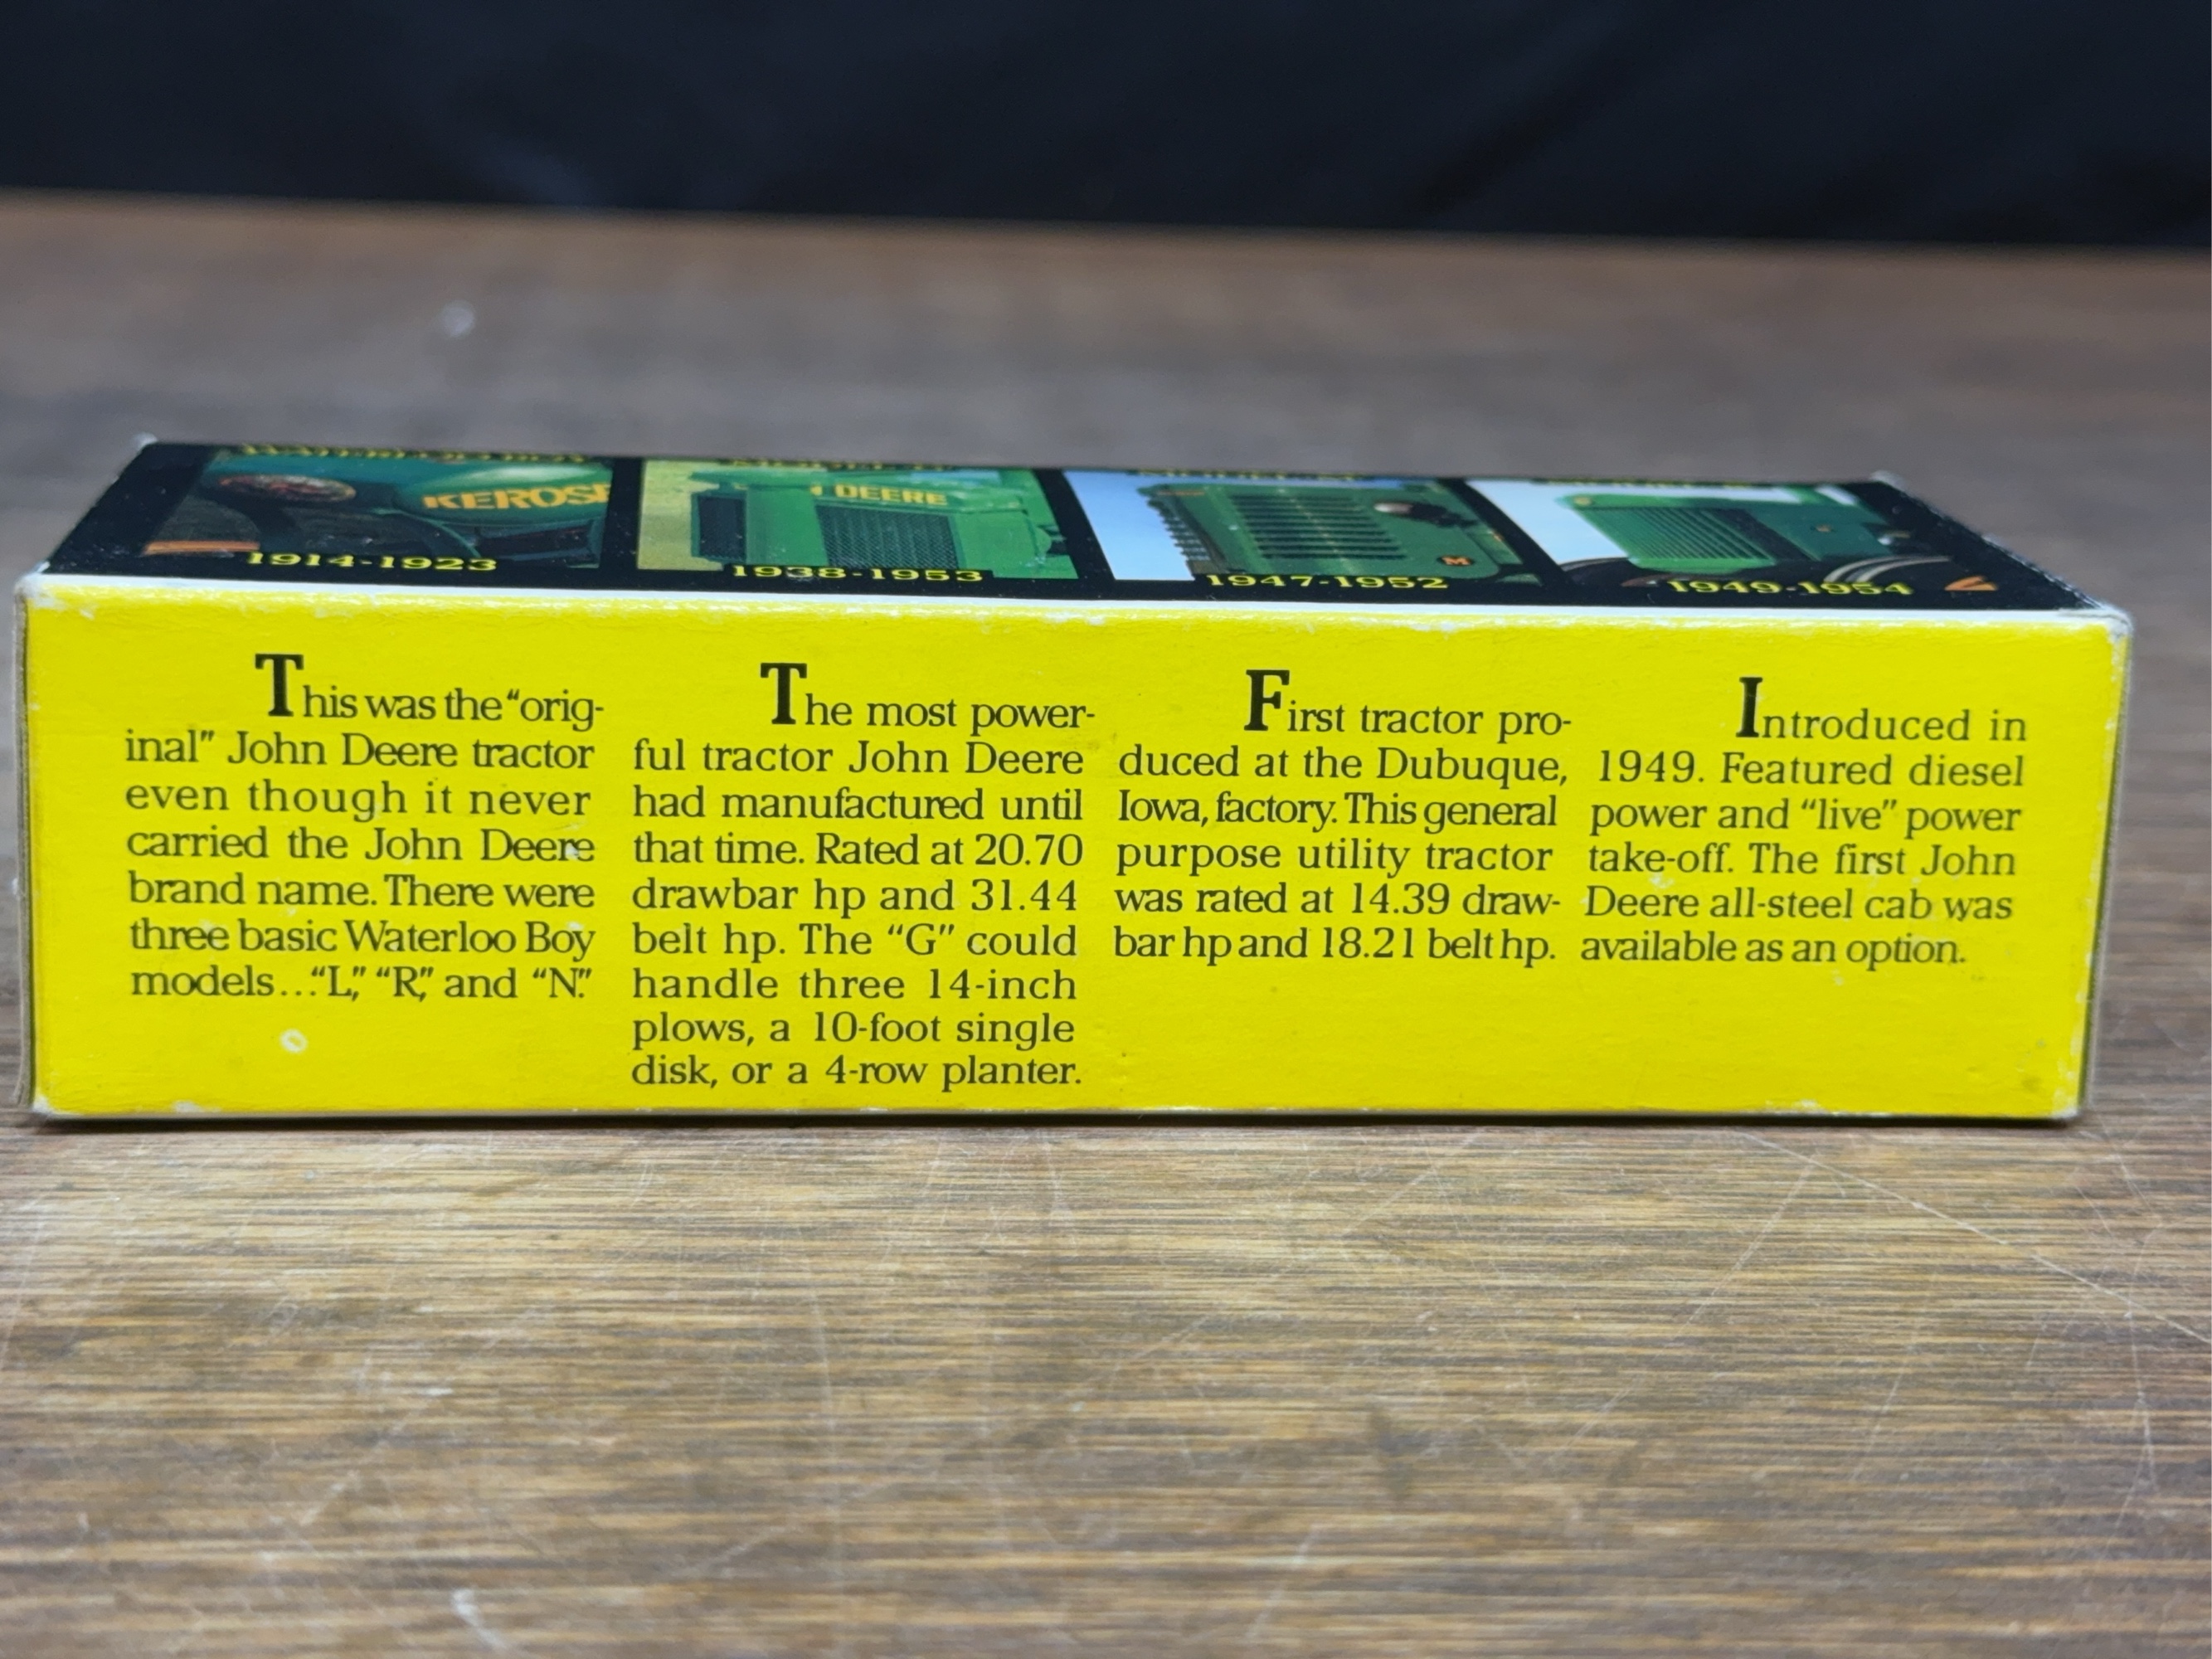 KEROSE
DEERE
M
1914-1923
1938-1953
1947-1952
1949-1954
This was the "orig-
inal" John Deere tractor
even though it never
carried the John Deere
brand name. There were
three basic Waterloo Boy
models..."L," "R," and "N."
The most power-
ful tractor John Deere
had manufactured until
that time. Rated at 20.70
drawbar hp and 31.44
belt hp. The "G" could
handle three 14-inch
plows, a 10-foot single
disk, or a 4-row planter.
First tractor pro-
duced at the Dubuque,
Iowa, factory. This general
purpose utility tractor
was rated at 14.39 draw-
bar hp and 18.21 belt hp.
Introduced in
1949. Featured diesel
power and "live" power
take-off. The first John
Deere all-steel cab was
available as an option.